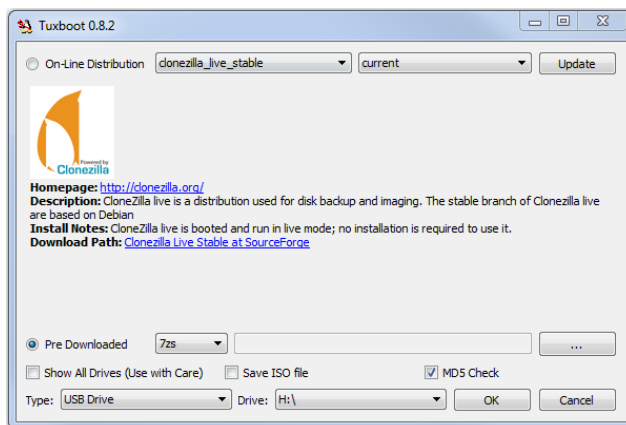 Tuxboot 0.8.2
On-Line Distribution clonezilla_live_stable current Update
Powered by
Clonezilla
Homepage: http://clonezilla.org/
Description: CloneZilla live is a distribution used for disk backup and imaging. The stable branch of Clonezilla live
are based on Debian
Install Notes: CloneZilla live is booted and run in live mode; no installation is required to use it.
Download Path: Clonezilla Live Stable at SourceForge
Pre Downloaded 7zs ...
Show All Drives (Use with Care) Save ISO file MD5 Check
Type: USB Drive Drive: H:\ OK Cancel